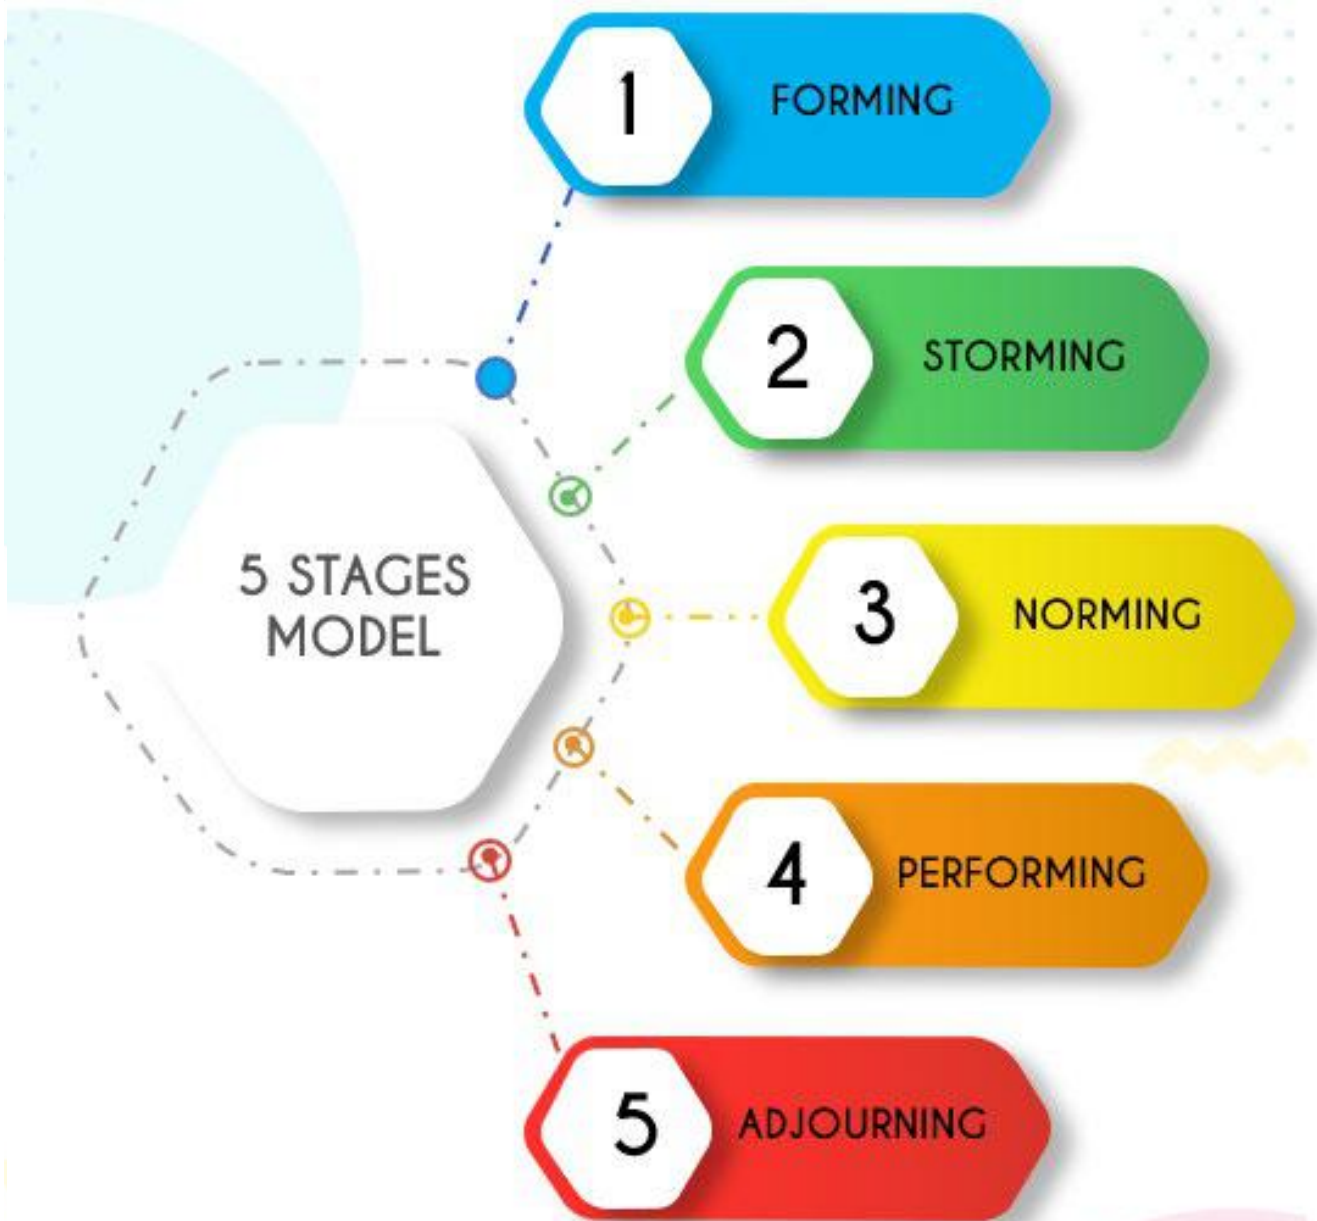 1 FORMING
2 STORMING
5 STAGES
MODEL
3 NORMING
4 PERFORMING
5 ADJOURNING